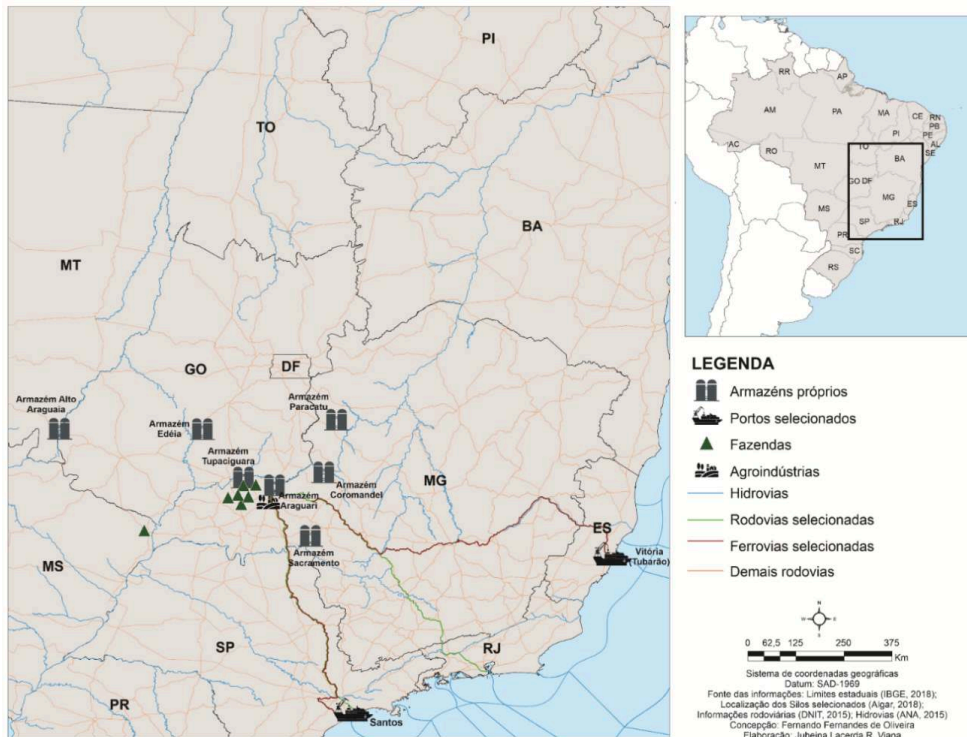 PI
TO
BA
MT
GO
DF
Armazém Alto
Araguaia
Armazém
Paracatu
Armazém
Edéia
Armazém
Tupaciguara
Armazém
Coromandel
Armazém
Araguari
MG
ES
Vitória
(Tubarão)
Armazém
Sacramento
MS
SP
RJ
PR
Santos
RR
AP
AM
PA
MA
CE
RN
PB
PE
AL
SE
PI
AC
RO
TO
BA
MT
GO
DF
MG
ES
MS
SP
RJ
PR
SC
RS
LEGENDA
Armazéns próprios
Portos selecionados
Fazendas
Agroindústrias
Hidrovias
Rodovias selecionadas
Ferrovias selecionadas
Demais rodovias
N
W
E
S
0 62,5 125 250 375
Km
Sistema de coordenadas geográficas
Datum: SAD-1969
Fonte das informações: Limites estaduais (IBGE, 2018);
Localização dos Silos selecionados (Algar, 2018);
Informações rodoviárias (DNIT, 2015); Hidrovias (ANA, 2015)
Concepção: Fernando Fernandes de Oliveira
Elaboração: Jubeina Lacerda R. Viana